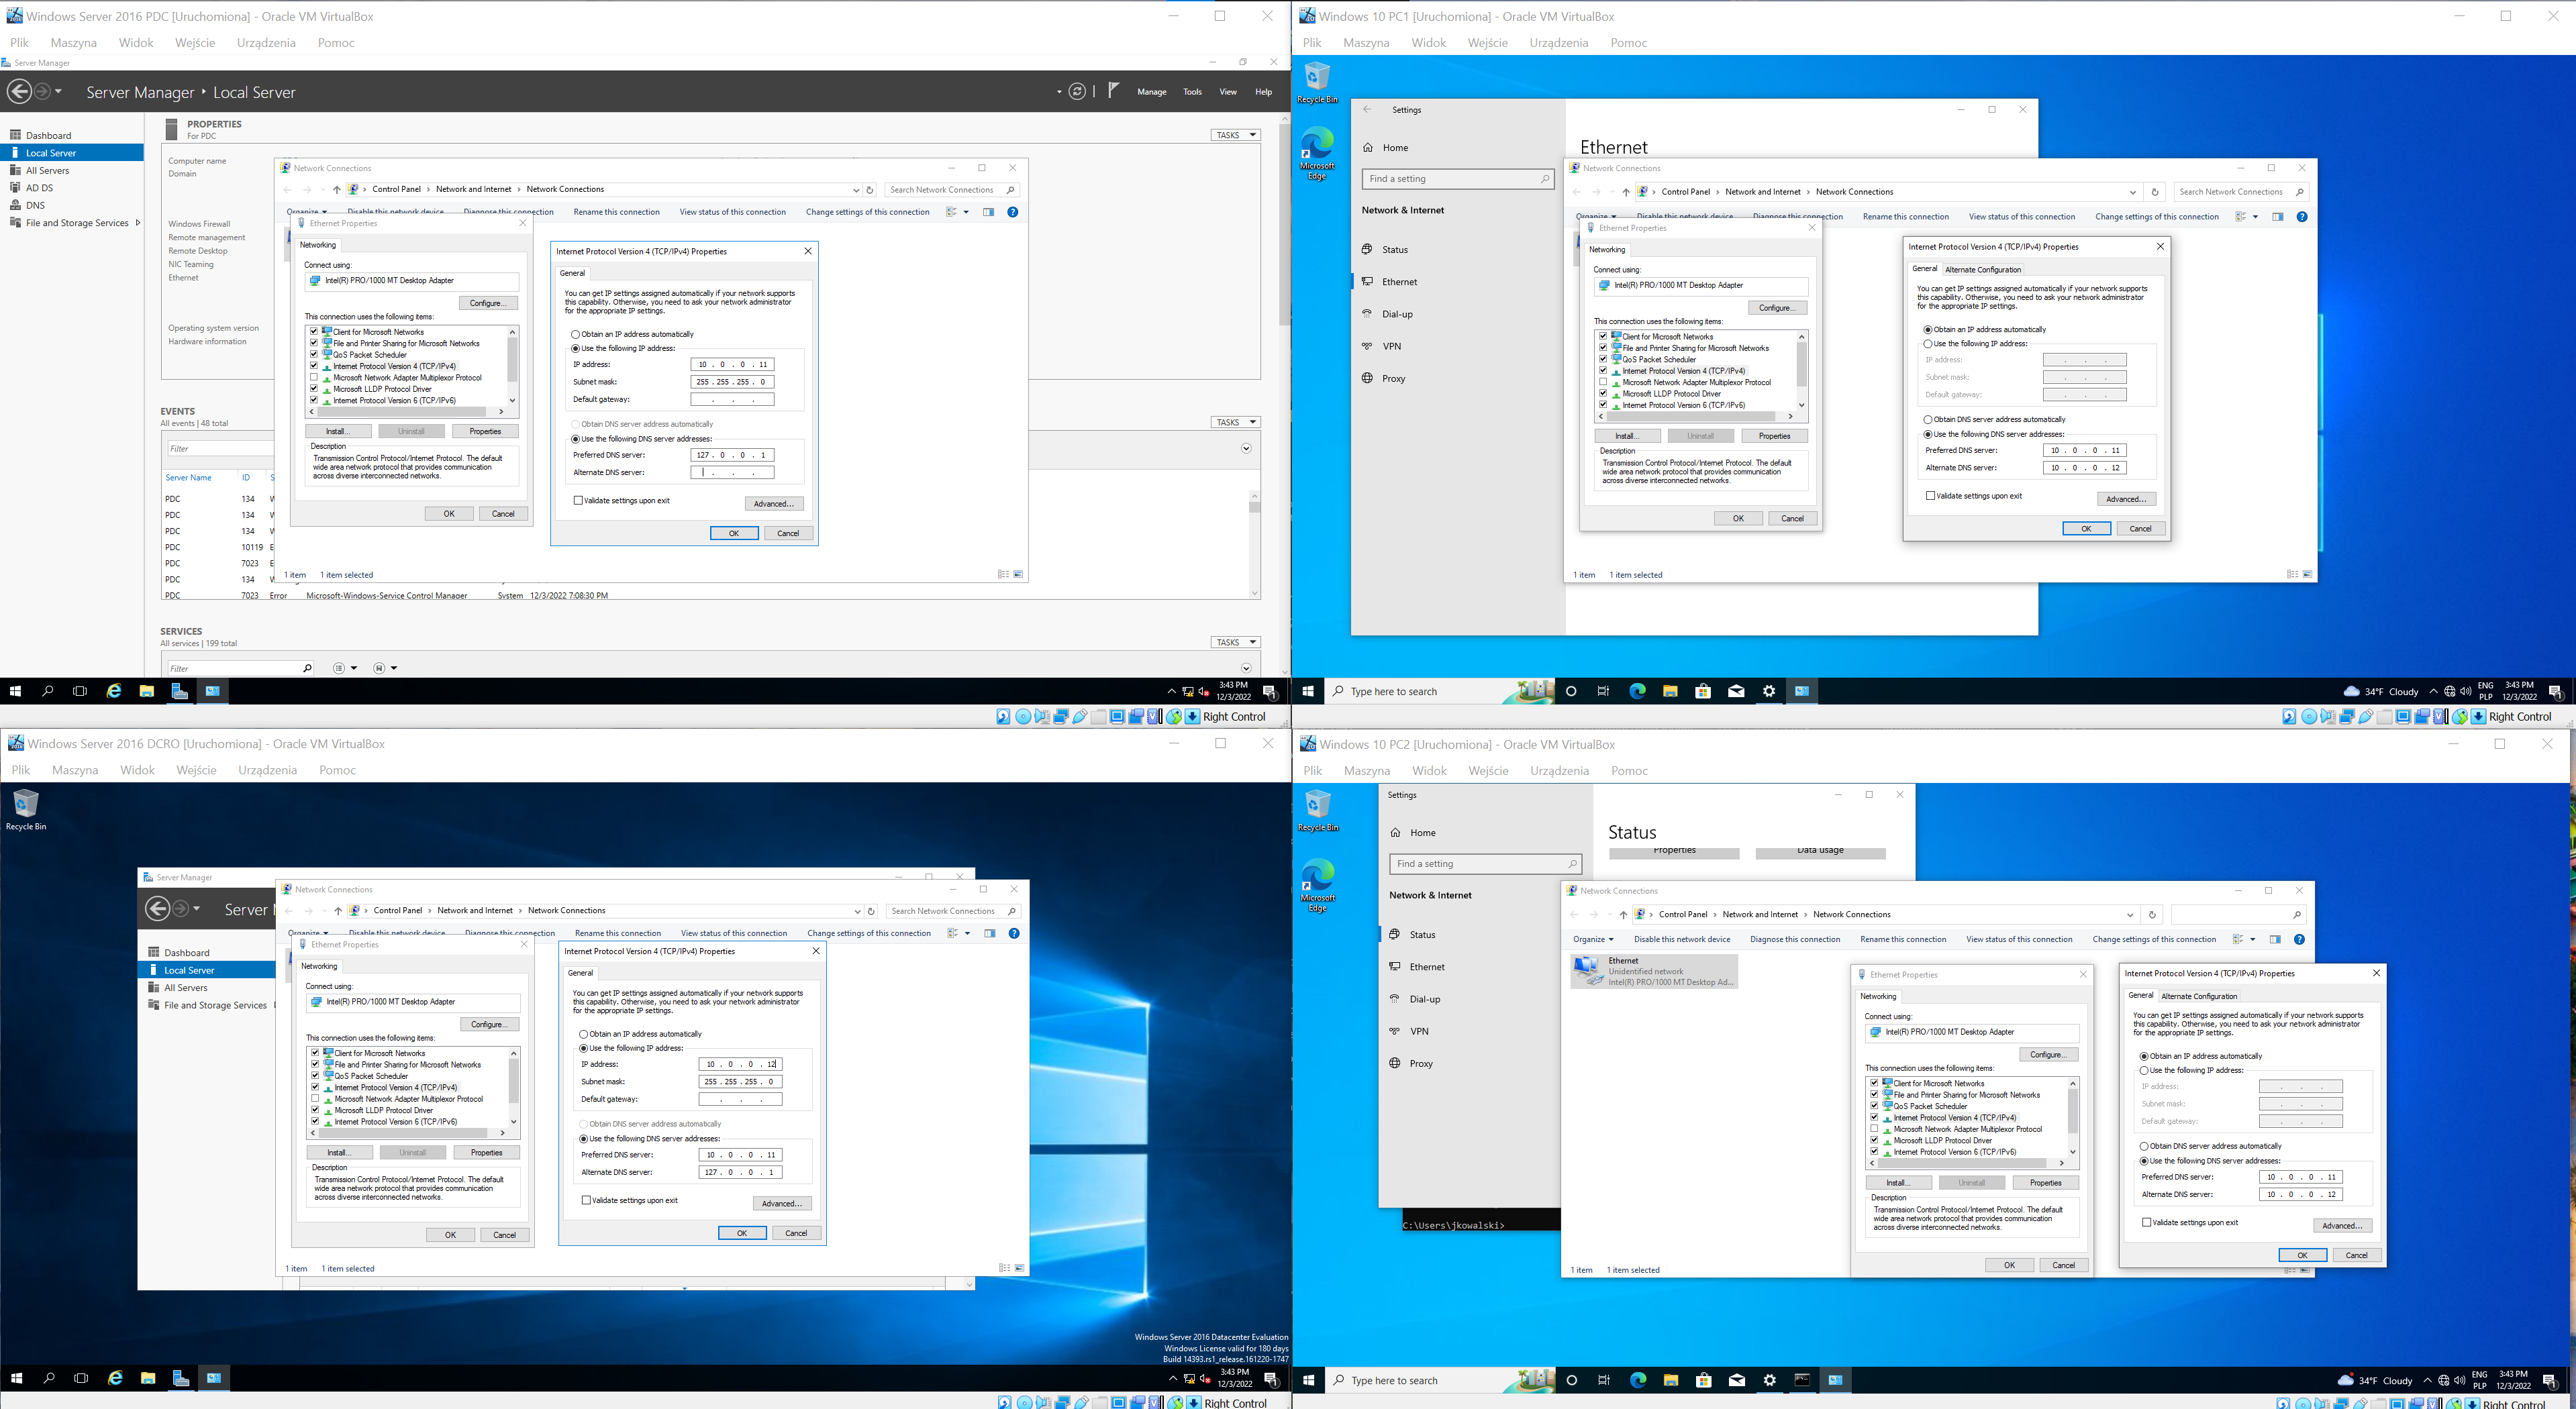 Windows Server 2016 PDC [Uruchomiona] - Oracle VM VirtualBox
Plik Maszyna Widok Wejście Urządzenia Pomoc
Server Manager
Server Manager ‣ Local Server
Manage Tools View Help
Dashboard
Local Server
All Servers
AD DS
DNS
File and Storage Services
PROPERTIES
For PDC
TASKS
Computer name
Domain
Windows Firewall
Remote management
Remote Desktop
NIC Teaming
Ethernet
Operating system version
Hardware information
EVENTS
All events | 48 total
TASKS
Filter
Server Name ID
PDC 134
PDC 134
PDC 134
PDC 10119
PDC 7023
PDC 134
PDC 7023 Error Microsoft-Windows-Service Control Manager System 12/3/2022 7:08:30 PM
SERVICES
All services | 199 total
TASKS
Filter
Network Connections
Control Panel › Network and Internet › Network Connections
Search Network Connections
Organize Disable this network device Diagnose this connection Rename this connection View status of this connection Change settings of this connection
Ethernet Properties
Networking
Connect using:
Intel(R) PRO/1000 MT Desktop Adapter
Configure...
This connection uses the following items:
Client for Microsoft Networks
File and Printer Sharing for Microsoft Networks
QoS Packet Scheduler
Internet Protocol Version 4 (TCP/IPv4)
Microsoft Network Adapter Multiplexor Protocol
Microsoft LLDP Protocol Driver
Internet Protocol Version 6 (TCP/IPv6)
Install... Uninstall Properties
Description
Transmission Control Protocol/Internet Protocol. The default
wide area network protocol that provides communication
across diverse interconnected networks.
OK Cancel
Internet Protocol Version 4 (TCP/IPv4) Properties
General
You can get IP settings assigned automatically if your network supports
this capability. Otherwise, you need to ask your network administrator
for the appropriate IP settings.
Obtain an IP address automatically
Use the following IP address:
IP address: 10 . 0 . 0 . 11
Subnet mask: 255 . 255 . 255 . 0
Default gateway: . . .
Obtain DNS server address automatically
Use the following DNS server addresses:
Preferred DNS server: 127 . 0 . 0 . 1
Alternate DNS server: . . .
Validate settings upon exit
Advanced...
OK Cancel
1 item 1 item selected
3:43 PM
12/3/2022
Right Control
Windows 10 PC1 [Uruchomiona] - Oracle VM VirtualBox
Plik Maszyna Widok Wejście Urządzenia Pomoc
Recycle Bin
Microsoft
Edge
Settings
Home
Find a setting
Network & Internet
Status
Ethernet
Dial-up
VPN
Proxy
Ethernet
Network Connections
Control Panel › Network and Internet › Network Connections
Search Network Connections
Organize Disable this network device Diagnose this connection Rename this connection View status of this connection Change settings of this connection
Ethernet Properties
Networking
Connect using:
Intel(R) PRO/1000 MT Desktop Adapter
Configure...
This connection uses the following items:
Client for Microsoft Networks
File and Printer Sharing for Microsoft Networks
QoS Packet Scheduler
Internet Protocol Version 4 (TCP/IPv4)
Microsoft Network Adapter Multiplexor Protocol
Microsoft LLDP Protocol Driver
Internet Protocol Version 6 (TCP/IPv6)
Install... Uninstall Properties
Description
Transmission Control Protocol/Internet Protocol. The default
wide area network protocol that provides communication
across diverse interconnected networks.
OK Cancel
Internet Protocol Version 4 (TCP/IPv4) Properties
General Alternate Configuration
You can get IP settings assigned automatically if your network supports
this capability. Otherwise, you need to ask your network administrator
for the appropriate IP settings.
Obtain an IP address automatically
Use the following IP address:
IP address: . . .
Subnet mask: . . .
Default gateway: . . .
Obtain DNS server address automatically
Use the following DNS server addresses:
Preferred DNS server: 10 . 0 . 0 . 11
Alternate DNS server: 10 . 0 . 0 . 12
Validate settings upon exit
Advanced...
OK Cancel
1 item 1 item selected
Type here to search
34°F Cloudy
ENG
PLP
3:43 PM
12/3/2022
Right Control
Windows Server 2016 DCRO [Uruchomiona] - Oracle VM VirtualBox
Plik Maszyna Widok Wejście Urządzenia Pomoc
Recycle Bin
Server Manager
Server
Dashboard
Local Server
All Servers
File and Storage Services
Network Connections
Control Panel › Network and Internet › Network Connections
Search Network Connections
Organize Disable this network device Diagnose this connection Rename this connection View status of this connection Change settings of this connection
Ethernet Properties
Networking
Connect using:
Intel(R) PRO/1000 MT Desktop Adapter
Configure...
This connection uses the following items:
Client for Microsoft Networks
File and Printer Sharing for Microsoft Networks
QoS Packet Scheduler
Internet Protocol Version 4 (TCP/IPv4)
Microsoft Network Adapter Multiplexor Protocol
Microsoft LLDP Protocol Driver
Internet Protocol Version 6 (TCP/IPv6)
Install... Uninstall Properties
Description
Transmission Control Protocol/Internet Protocol. The default
wide area network protocol that provides communication
across diverse interconnected networks.
OK Cancel
Internet Protocol Version 4 (TCP/IPv4) Properties
General
You can get IP settings assigned automatically if your network supports
this capability. Otherwise, you need to ask your network administrator
for the appropriate IP settings.
Obtain an IP address automatically
Use the following IP address:
IP address: 10 . 0 . 0 . 12
Subnet mask: 255 . 255 . 255 . 0
Default gateway: . . .
Obtain DNS server address automatically
Use the following DNS server addresses:
Preferred DNS server: 10 . 0 . 0 . 11
Alternate DNS server: 127 . 0 . 0 . 1
Validate settings upon exit
Advanced...
OK Cancel
1 item 1 item selected
Windows Server 2016 Datacenter Evaluation
Windows License valid for 180 days
Build 14393.rs1_release.161220-1747
3:43 PM
12/3/2022
Right Control
Windows 10 PC2 [Uruchomiona] - Oracle VM VirtualBox
Plik Maszyna Widok Wejście Urządzenia Pomoc
Recycle Bin
Microsoft
Edge
Settings
Home
Find a setting
Network & Internet
Status
Ethernet
Dial-up
VPN
Proxy
Status
Properties Data usage
C:\Users\jkowalski>
Network Connections
Control Panel › Network and Internet › Network Connections
Organize Disable this network device Diagnose this connection Rename this connection View status of this connection Change settings of this connection
Ethernet
Unidentified network
Intel(R) PRO/1000 MT Desktop Ad...
Ethernet Properties
Networking
Connect using:
Intel(R) PRO/1000 MT Desktop Adapter
Configure...
This connection uses the following items:
Client for Microsoft Networks
File and Printer Sharing for Microsoft Networks
QoS Packet Scheduler
Internet Protocol Version 4 (TCP/IPv4)
Microsoft Network Adapter Multiplexor Protocol
Microsoft LLDP Protocol Driver
Internet Protocol Version 6 (TCP/IPv6)
Install... Uninstall Properties
Description
Transmission Control Protocol/Internet Protocol. The default
wide area network protocol that provides communication
across diverse interconnected networks.
OK Cancel
Internet Protocol Version 4 (TCP/IPv4) Properties
General Alternate Configuration
You can get IP settings assigned automatically if your network supports
this capability. Otherwise, you need to ask your network administrator
for the appropriate IP settings.
Obtain an IP address automatically
Use the following IP address:
IP address: . . .
Subnet mask: . . .
Default gateway: . . .
Obtain DNS server address automatically
Use the following DNS server addresses:
Preferred DNS server: 10 . 0 . 0 . 11
Alternate DNS server: 10 . 0 . 0 . 12
Validate settings upon exit
Advanced...
OK Cancel
1 item 1 item selected
Type here to search
34°F Cloudy
ENG
PLP
3:43 PM
12/3/2022
Right Control